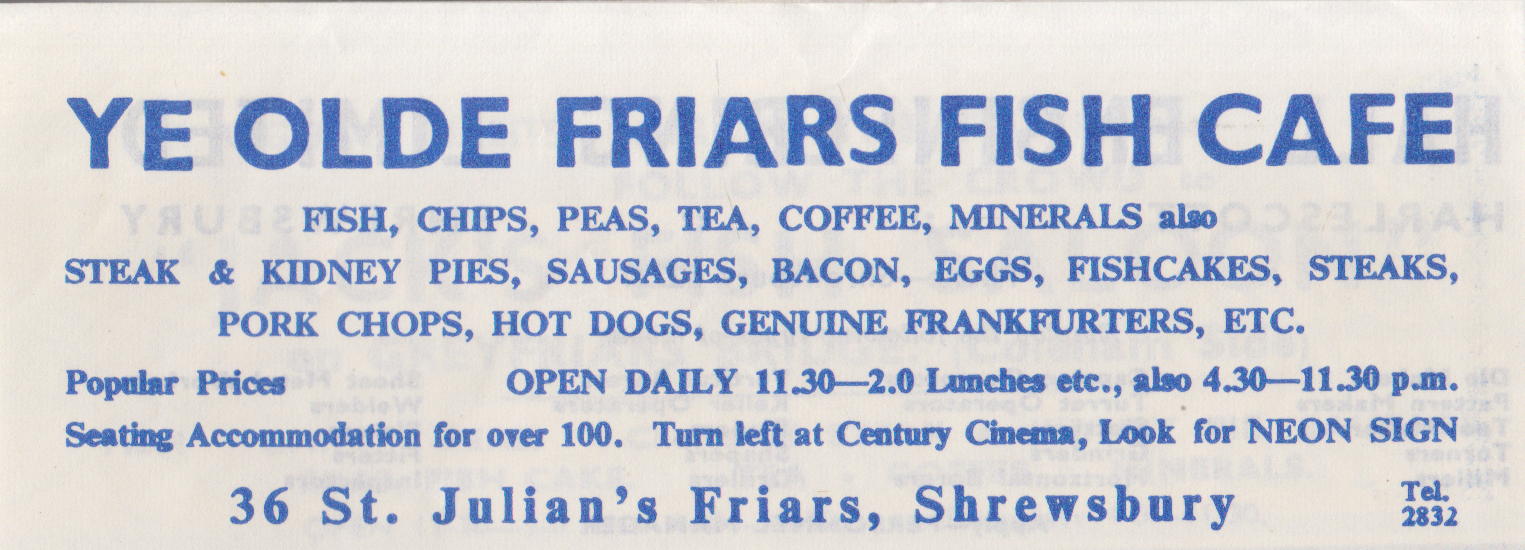 YE OLDE FRIARS FISH CAFE
FISH, CHIPS, PEAS, TEA, COFFEE, MINERALS also
STEAK & KIDNEY PIES, SAUSAGES, BACON, EGGS, FISHCAKES, STEAKS,
PORK CHOPS, HOT DOGS, GENUINE FRANKFURTERS, ETC.
Popular Prices OPEN DAILY 11.30—2.0 Lunches etc., also 4.30—11.30 p.m.
Seating Accommodation for over 100. Turn left at Century Cinema, Look for NEON SIGN
36 St. Julian's Friars, Shrewsbury
Tel.
2832